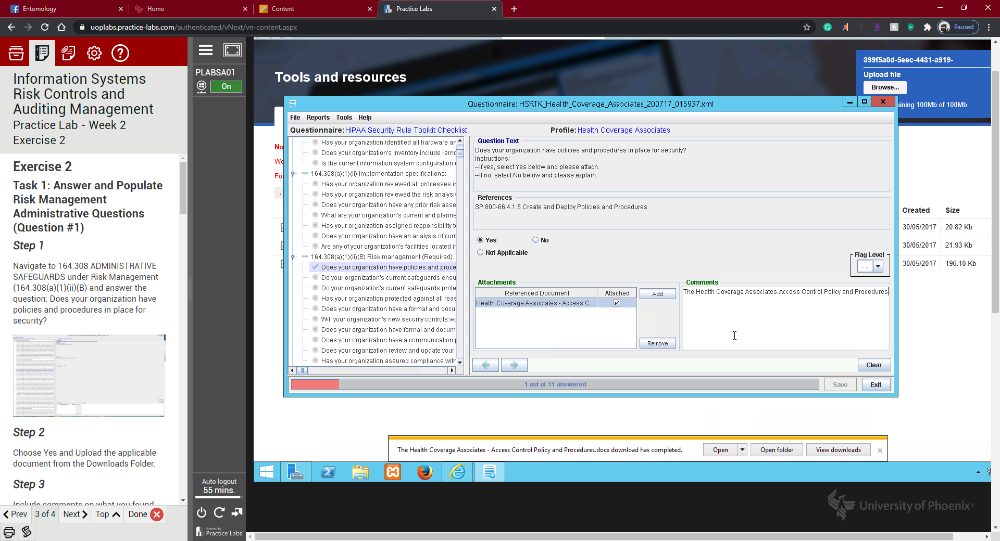 Entomology
Home
Content
Practice Labs
uoplabs.practice-labs.com/authenticated/vNext/vn-content.aspx
Paused
Information Systems
Risk Controls and
Auditing Management
Practice Lab - Week 2
Exercise 2
Exercise 2
Task 1: Answer and Populate
Risk Management
Administrative Questions
(Question #1)
Step 1
Navigate to 164.308 ADMINISTRATIVE
SAFEGUARDS under Risk Management
(164.308(a)(1)(ii)(B) and answer the
question: Does your organization have
policies and procedures in place for
security?
Step 2
Choose Yes and Upload the applicable
document from the Downloads Folder.
Step 3
Include comments on what you found
Prev
3 of 4
Next
Top
Done
PLABSA01
On
Auto logout
55 mins.
Powered by
Practice Labs
Tools and resources
399f5a0d-5eec-4431-a919-
Upload file
Browse...
aining 100Mb of 100Mb
No
We
Fo
Created Size
30/05/2017 20.82 Kb
30/05/2017 21.93 Kb
30/05/2017 196.10 Kb
Questionnaire: HSRTK_Health_Coverage_Associates_200717_015937.xml
File Reports Tools Help
Questionnaire: HIPAA Security Rule Toolkit Checklist
Profile: Health Coverage Associates
Has your organization identified all hardware an
Does your organization's inventory include remo
Is the current information system configuration
164.308(a)(1)(ii) Implementation specifications:
Has your organization reviewed all processes i
Has your organization reviewed the risk analysi
Does your organization have any prior risk asse
What are your organization's current and planne
Has your organization assigned responsibility t
Does your organization have an analysis of curr
Are any of your organization's facilities located i
164.308(a)(1)(ii)(B) Risk management (Required).
Does your organization have policies and proce
Do your organization's current safeguards ensu
Do your organization's current safeguards prote
Has your organization protected against all reas
Does your organization have a formal and docu
Will your organization's new security controls wo
Does your organization have formal and docum
Does your organization have a communication p
Does your organization review and update your
Has your organization assured compliance with
Question Text
Does your organization have policies and procedures in place for security?
Instructions:
--If yes, select Yes below and please attach.
--If no, select No below and please explain.
References
SP 800-66 4.1.5 Create and Deploy Policies and Procedures
Yes
No
Not Applicable
Flag Level
--
Attachments
Referenced Document Attached
Health Coverage Associates - Access C...
Add
Remove
Comments
The Health Coverage Associates-Access Control Policy and Procedures
Clear
1 out of 11 answered
Save
Exit
The Health Coverage Associates - Access Control Policy and Procedures.docx download has completed.
Open
Open folder
View downloads
University of Phoenix